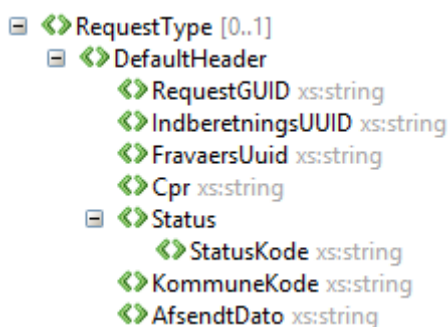 RequestType [0..1]
DefaultHeader
RequestGUID xs:string
IndberetningsUUID xs:string
FravaersUuid xs:string
Cpr xs:string
Status
StatusKode xs:string
KommuneKode xs:string
AfsendtDato xs:string